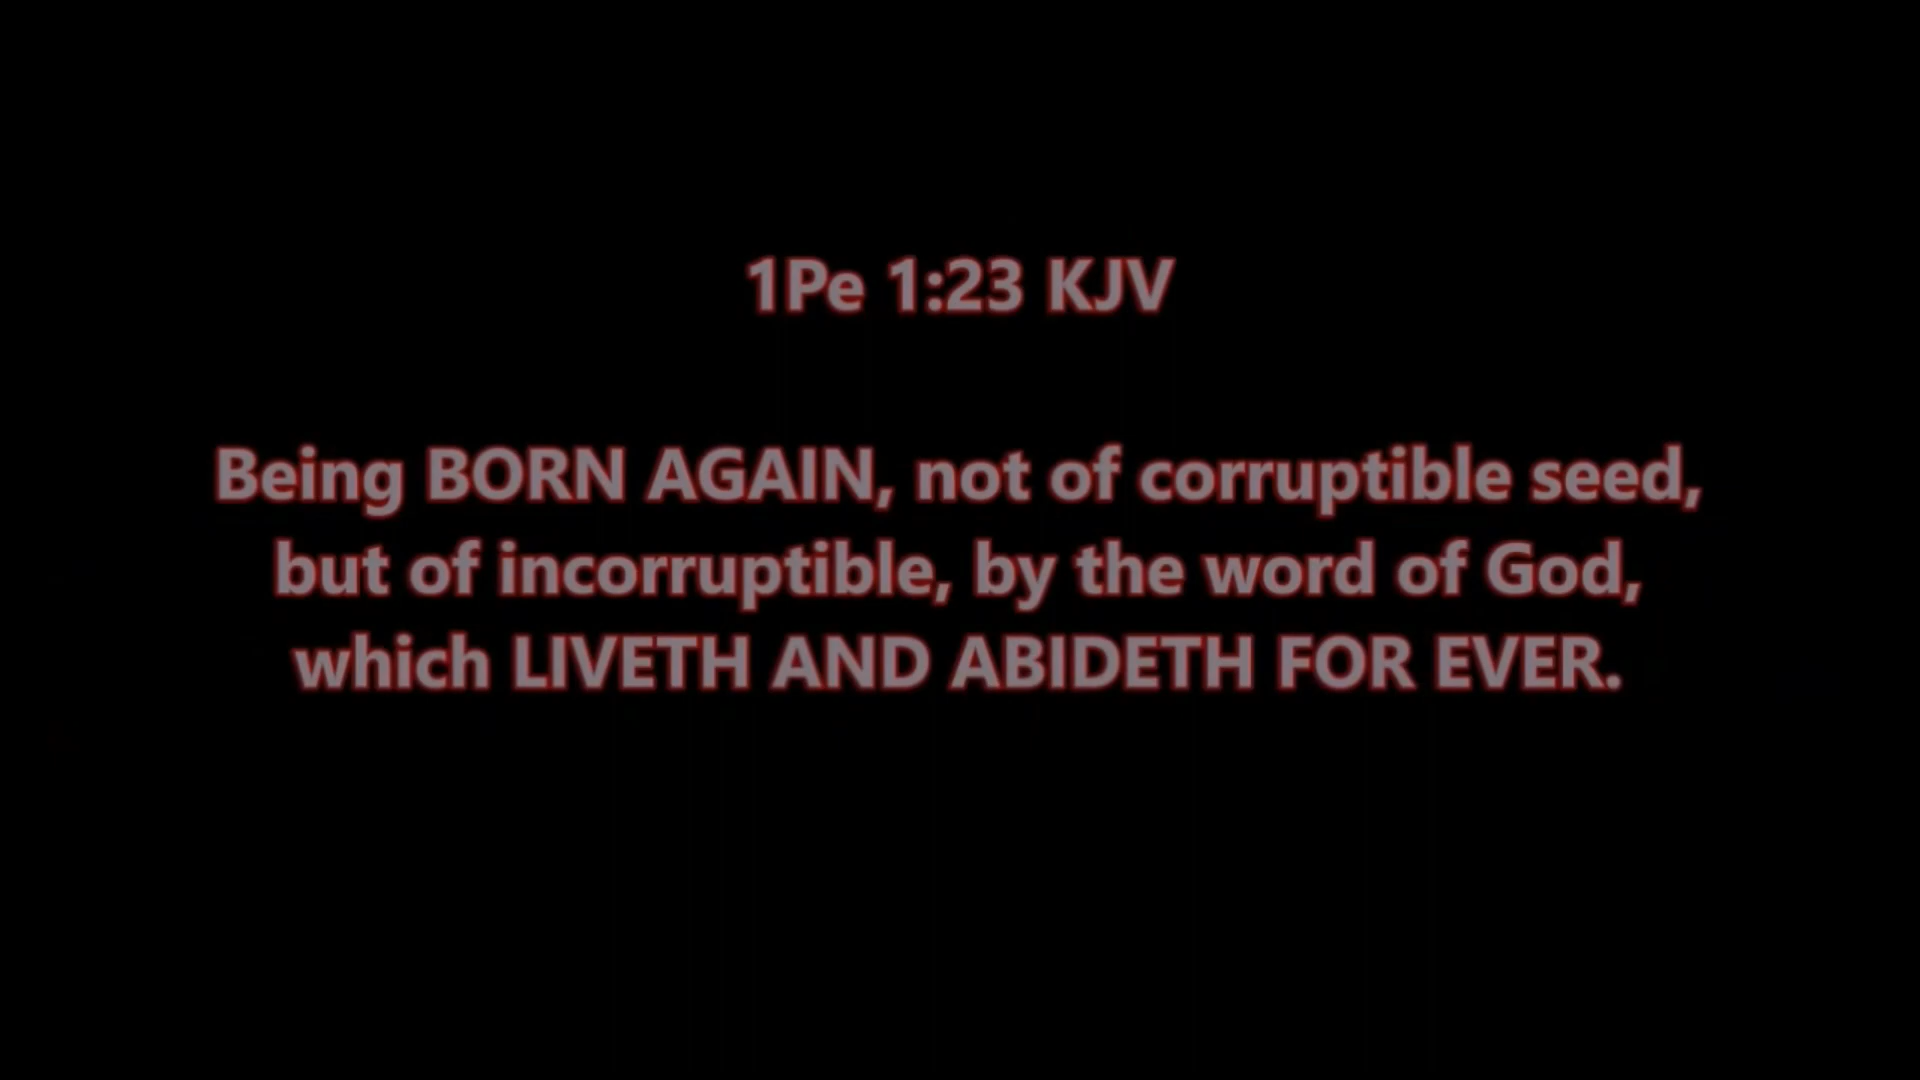 1Pe 1:23 KJV
Being BORN AGAIN, not of corruptible seed,
but of incorruptible, by the word of God,
which LIVETH AND ABIDETH FOR EVER.